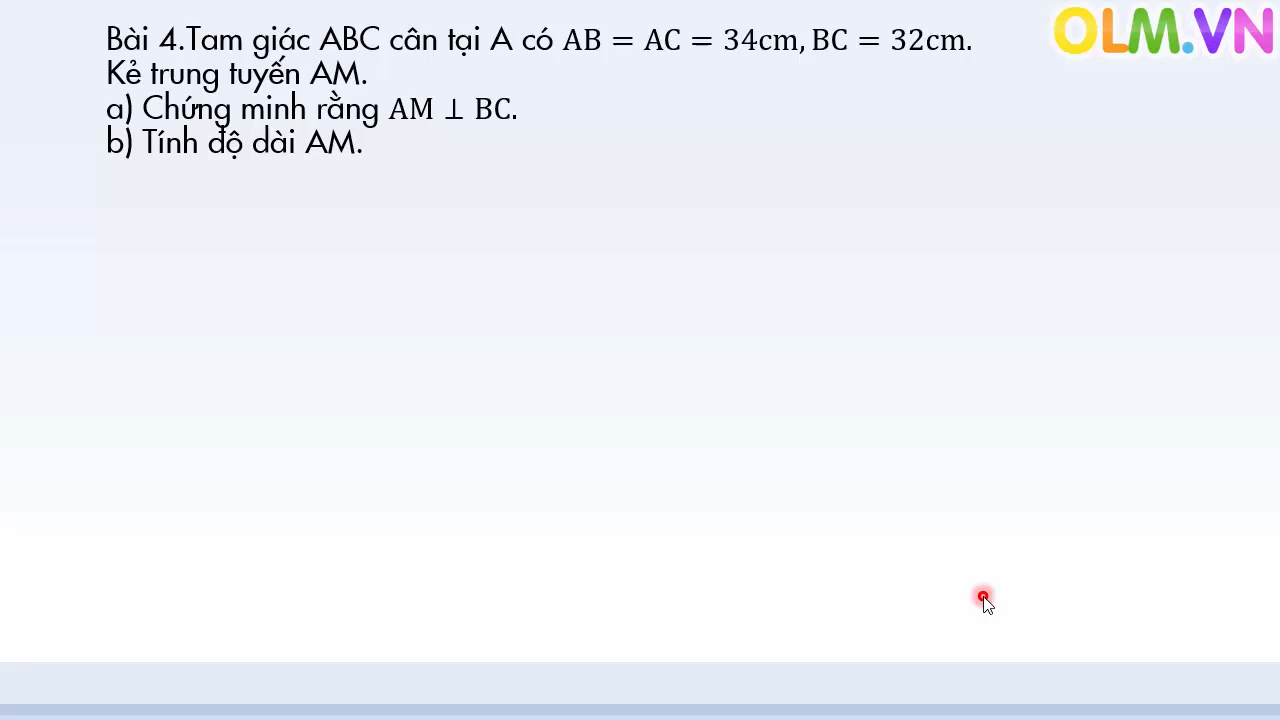 Bài 4.Tam giác ABC cân tại A có AB = AC = 34cm, BC = 32cm.
OLM.VN
Kẻ trung tuyến AM.
a) Chứng minh rằng AM ⊥ BC.
b) Tính độ dài AM.